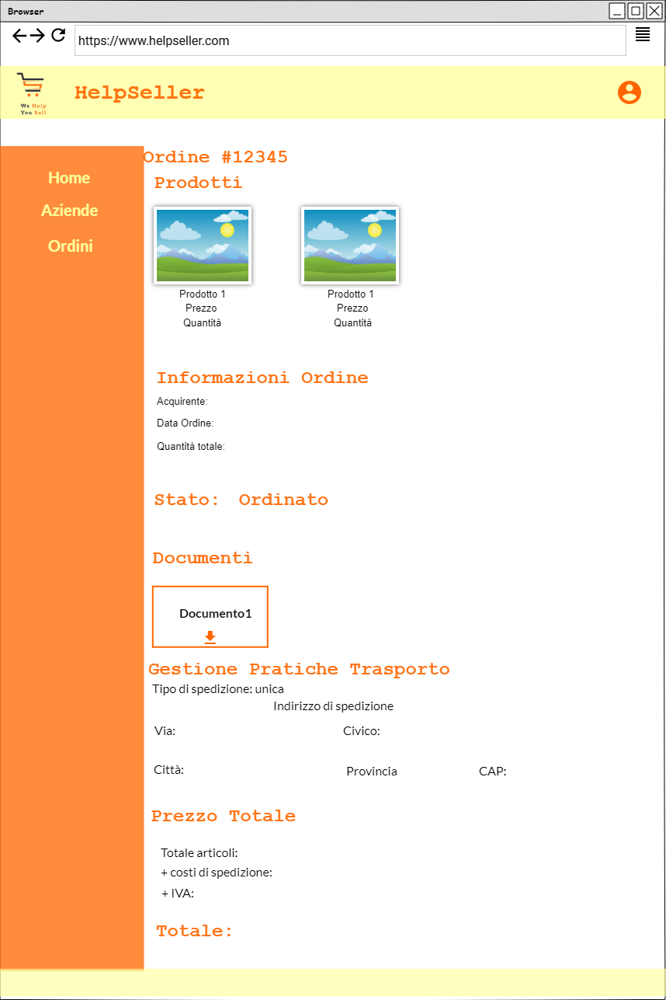 Browser
https://www.helpseller.com
We Help
You Sell
HelpSeller
Home
Aziende
Ordini
Ordine #12345
Prodotti
Prodotto 1
Prezzo
Quantità
Prodotto 1
Prezzo
Quantità
Informazioni Ordine
Acquirente:
Data Ordine:
Quantità totale:
Stato: Ordinato
Documenti
Documento1
Gestione Pratiche Trasporto
Tipo di spedizione: unica
Indirizzo di spedizione
Via: Civico:
Città: Provincia CAP:
Prezzo Totale
Totale articoli:
+ costi di spedizione:
+ IVA:
Totale: